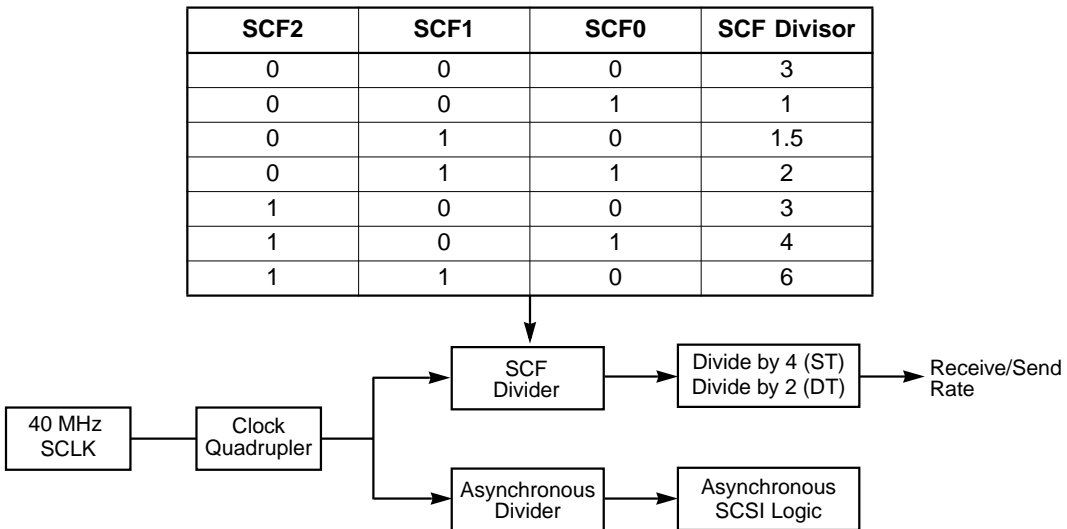 SCF2 SCF1 SCF0 SCF Divisor
0 0 0 3
0 0 1 1
0 1 0 1.5
0 1 1 2
1 0 0 3
1 0 1 4
1 1 0 6
SCF
Divider
Divide by 4 (ST)
Divide by 2 (DT)
Receive/Send
Rate
40 MHz
SCLK
Clock
Quadrupler
Asynchronous
Divider
Asynchronous
SCSI Logic